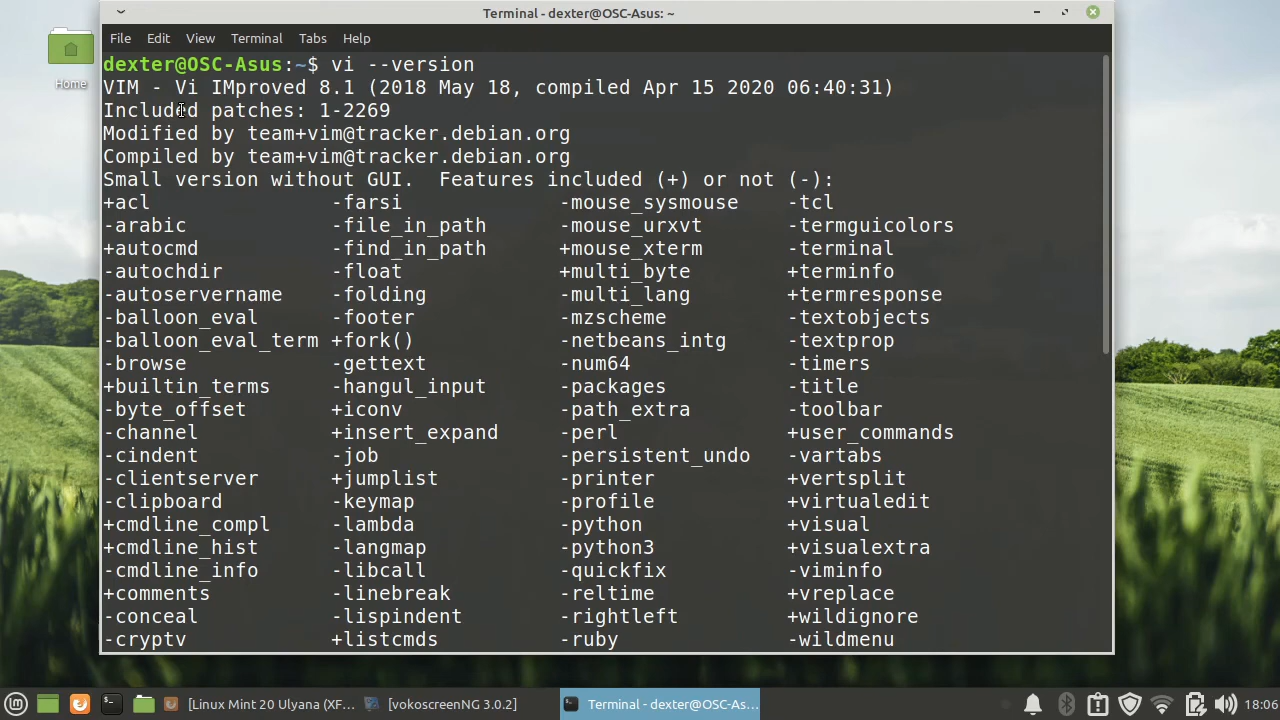 Terminal - dexter@OSC-Asus: ~
File Edit View Terminal Tabs Help
Home
dexter@OSC-Asus:~$ vi --version
VIM - Vi IMproved 8.1 (2018 May 18, compiled Apr 15 2020 06:40:31)
Included patches: 1-2269
Modified by team+vim@tracker.debian.org
Compiled by team+vim@tracker.debian.org
Small version without GUI.  Features included (+) or not (-):
+acl -farsi -mouse_sysmouse -tcl
-arabic -file_in_path -mouse_urxvt -termguicolors
+autocmd -find_in_path +mouse_xterm -terminal
-autochdir -float +multi_byte +terminfo
-autoservername -folding -multi_lang +termresponse
-balloon_eval -footer -mzscheme -textobjects
-balloon_eval_term +fork() -netbeans_intg -textprop
-browse -gettext -num64 -timers
+builtin_terms -hangul_input -packages -title
-byte_offset +iconv -path_extra -toolbar
-channel +insert_expand -perl +user_commands
-cindent -job -persistent_undo -vartabs
-clientserver +jumplist -printer +vertsplit
-clipboard -keymap -profile +virtualedit
+cmdline_compl -lambda -python +visual
+cmdline_hist -langmap -python3 +visualextra
-cmdline_info -libcall -quickfix -viminfo
+comments -linebreak -reltime +vreplace
-conceal -lispindent -rightleft +wildignore
-cryptv +listcmds -ruby -wildmenu
[Linux Mint 20 Ulyana (XF... [vokoscreenNG 3.0.2] Terminal - dexter@OSC-As... 18:06